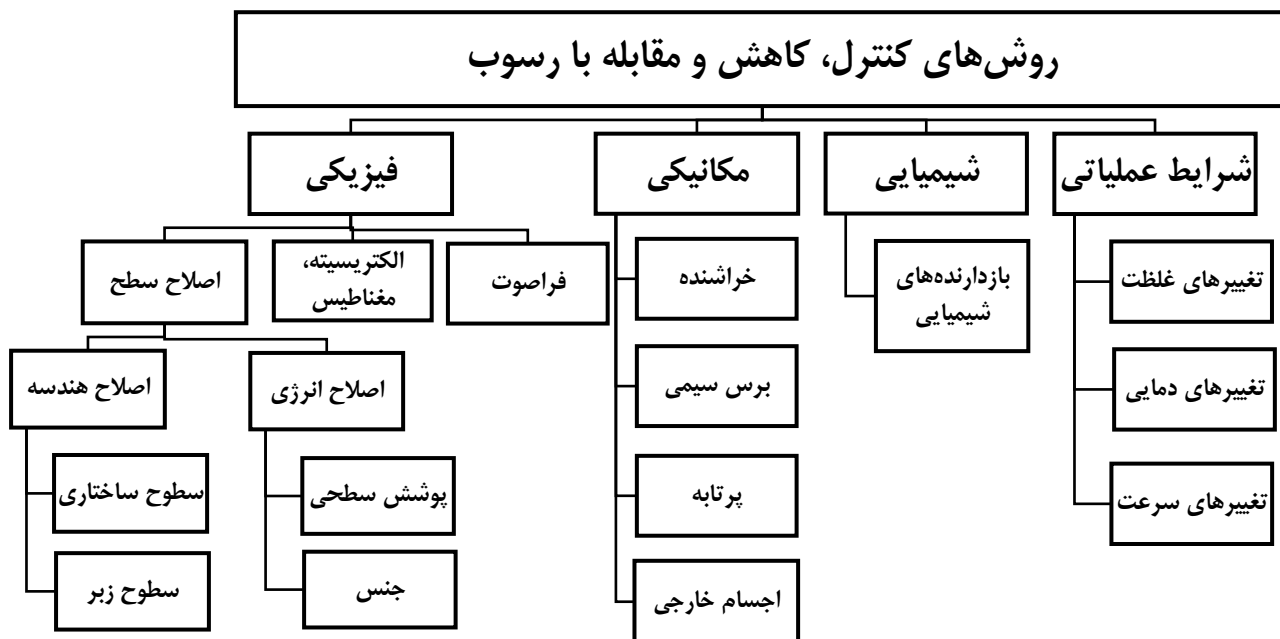 روش‌های کنترل، کاهش و مقابله با رسوب
شرایط عملیاتی
شیمیایی
مکانیکی
فیزیکی
تغییرهای غلظت
تغییرهای دمایی
تغییرهای سرعت
بازدارنده‌های
شیمیایی
خراشنده
برس سیمی
پرتابه
اجسام خارجی
فراصوت
الکتریسیته،
مغناطیس
اصلاح سطح
اصلاح انرژی
اصلاح هندسه
پوشش سطحی
جنس
سطوح ساختاری
سطوح زبر